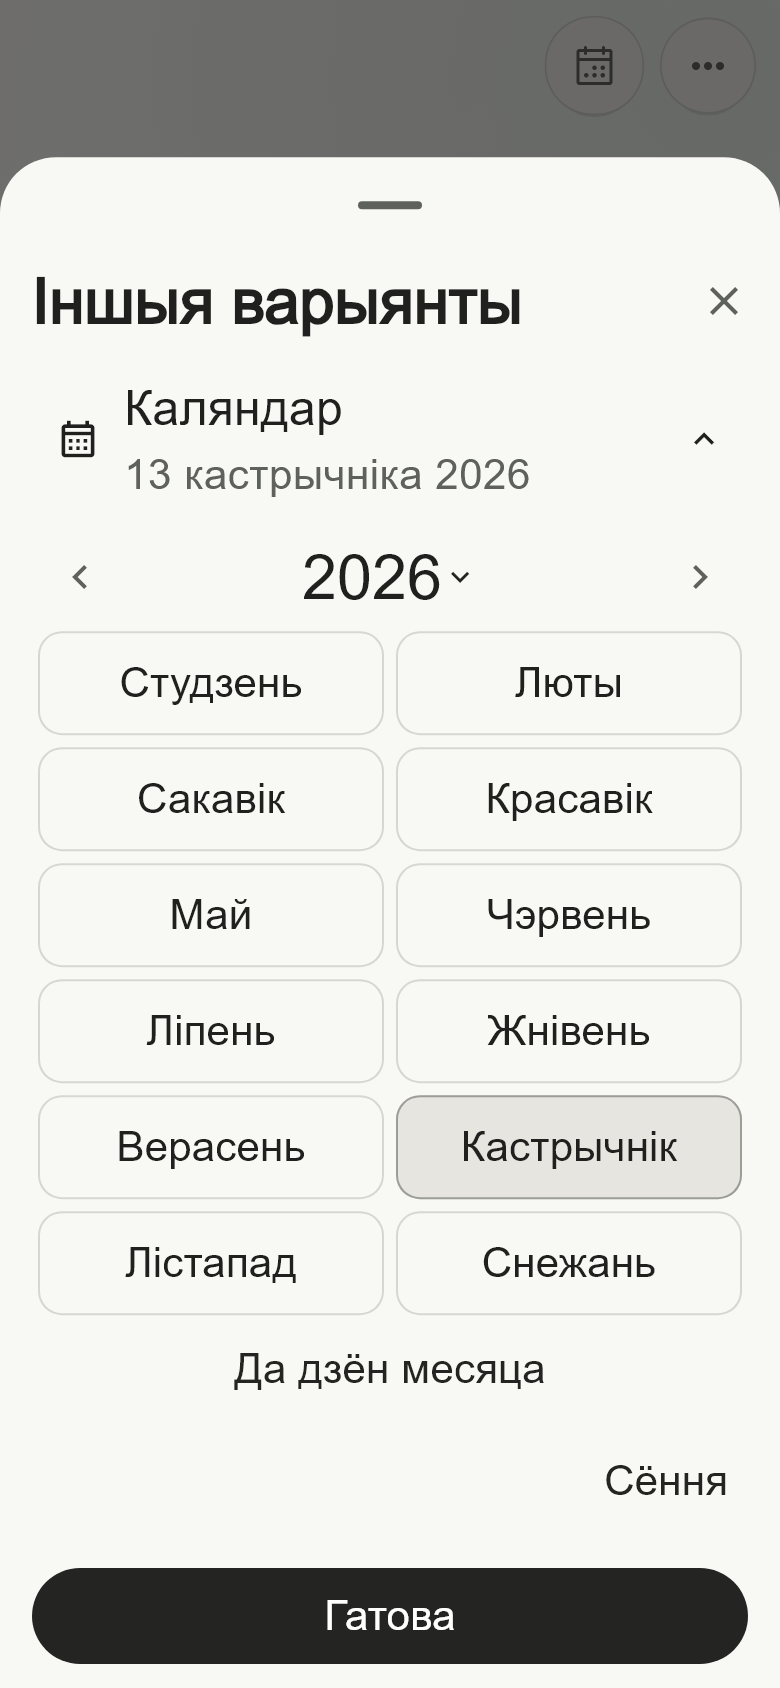 Іншыя варыянты
Каляндар
13 кастрычніка 2026
2026
Студзень
Люты
Сакавік
Красавік
Май
Чэрвень
Ліпень
Жнівень
Верасень
Кастрычнік
Лістапад
Снежань
Да дзён месяца
Сёння
Гатова